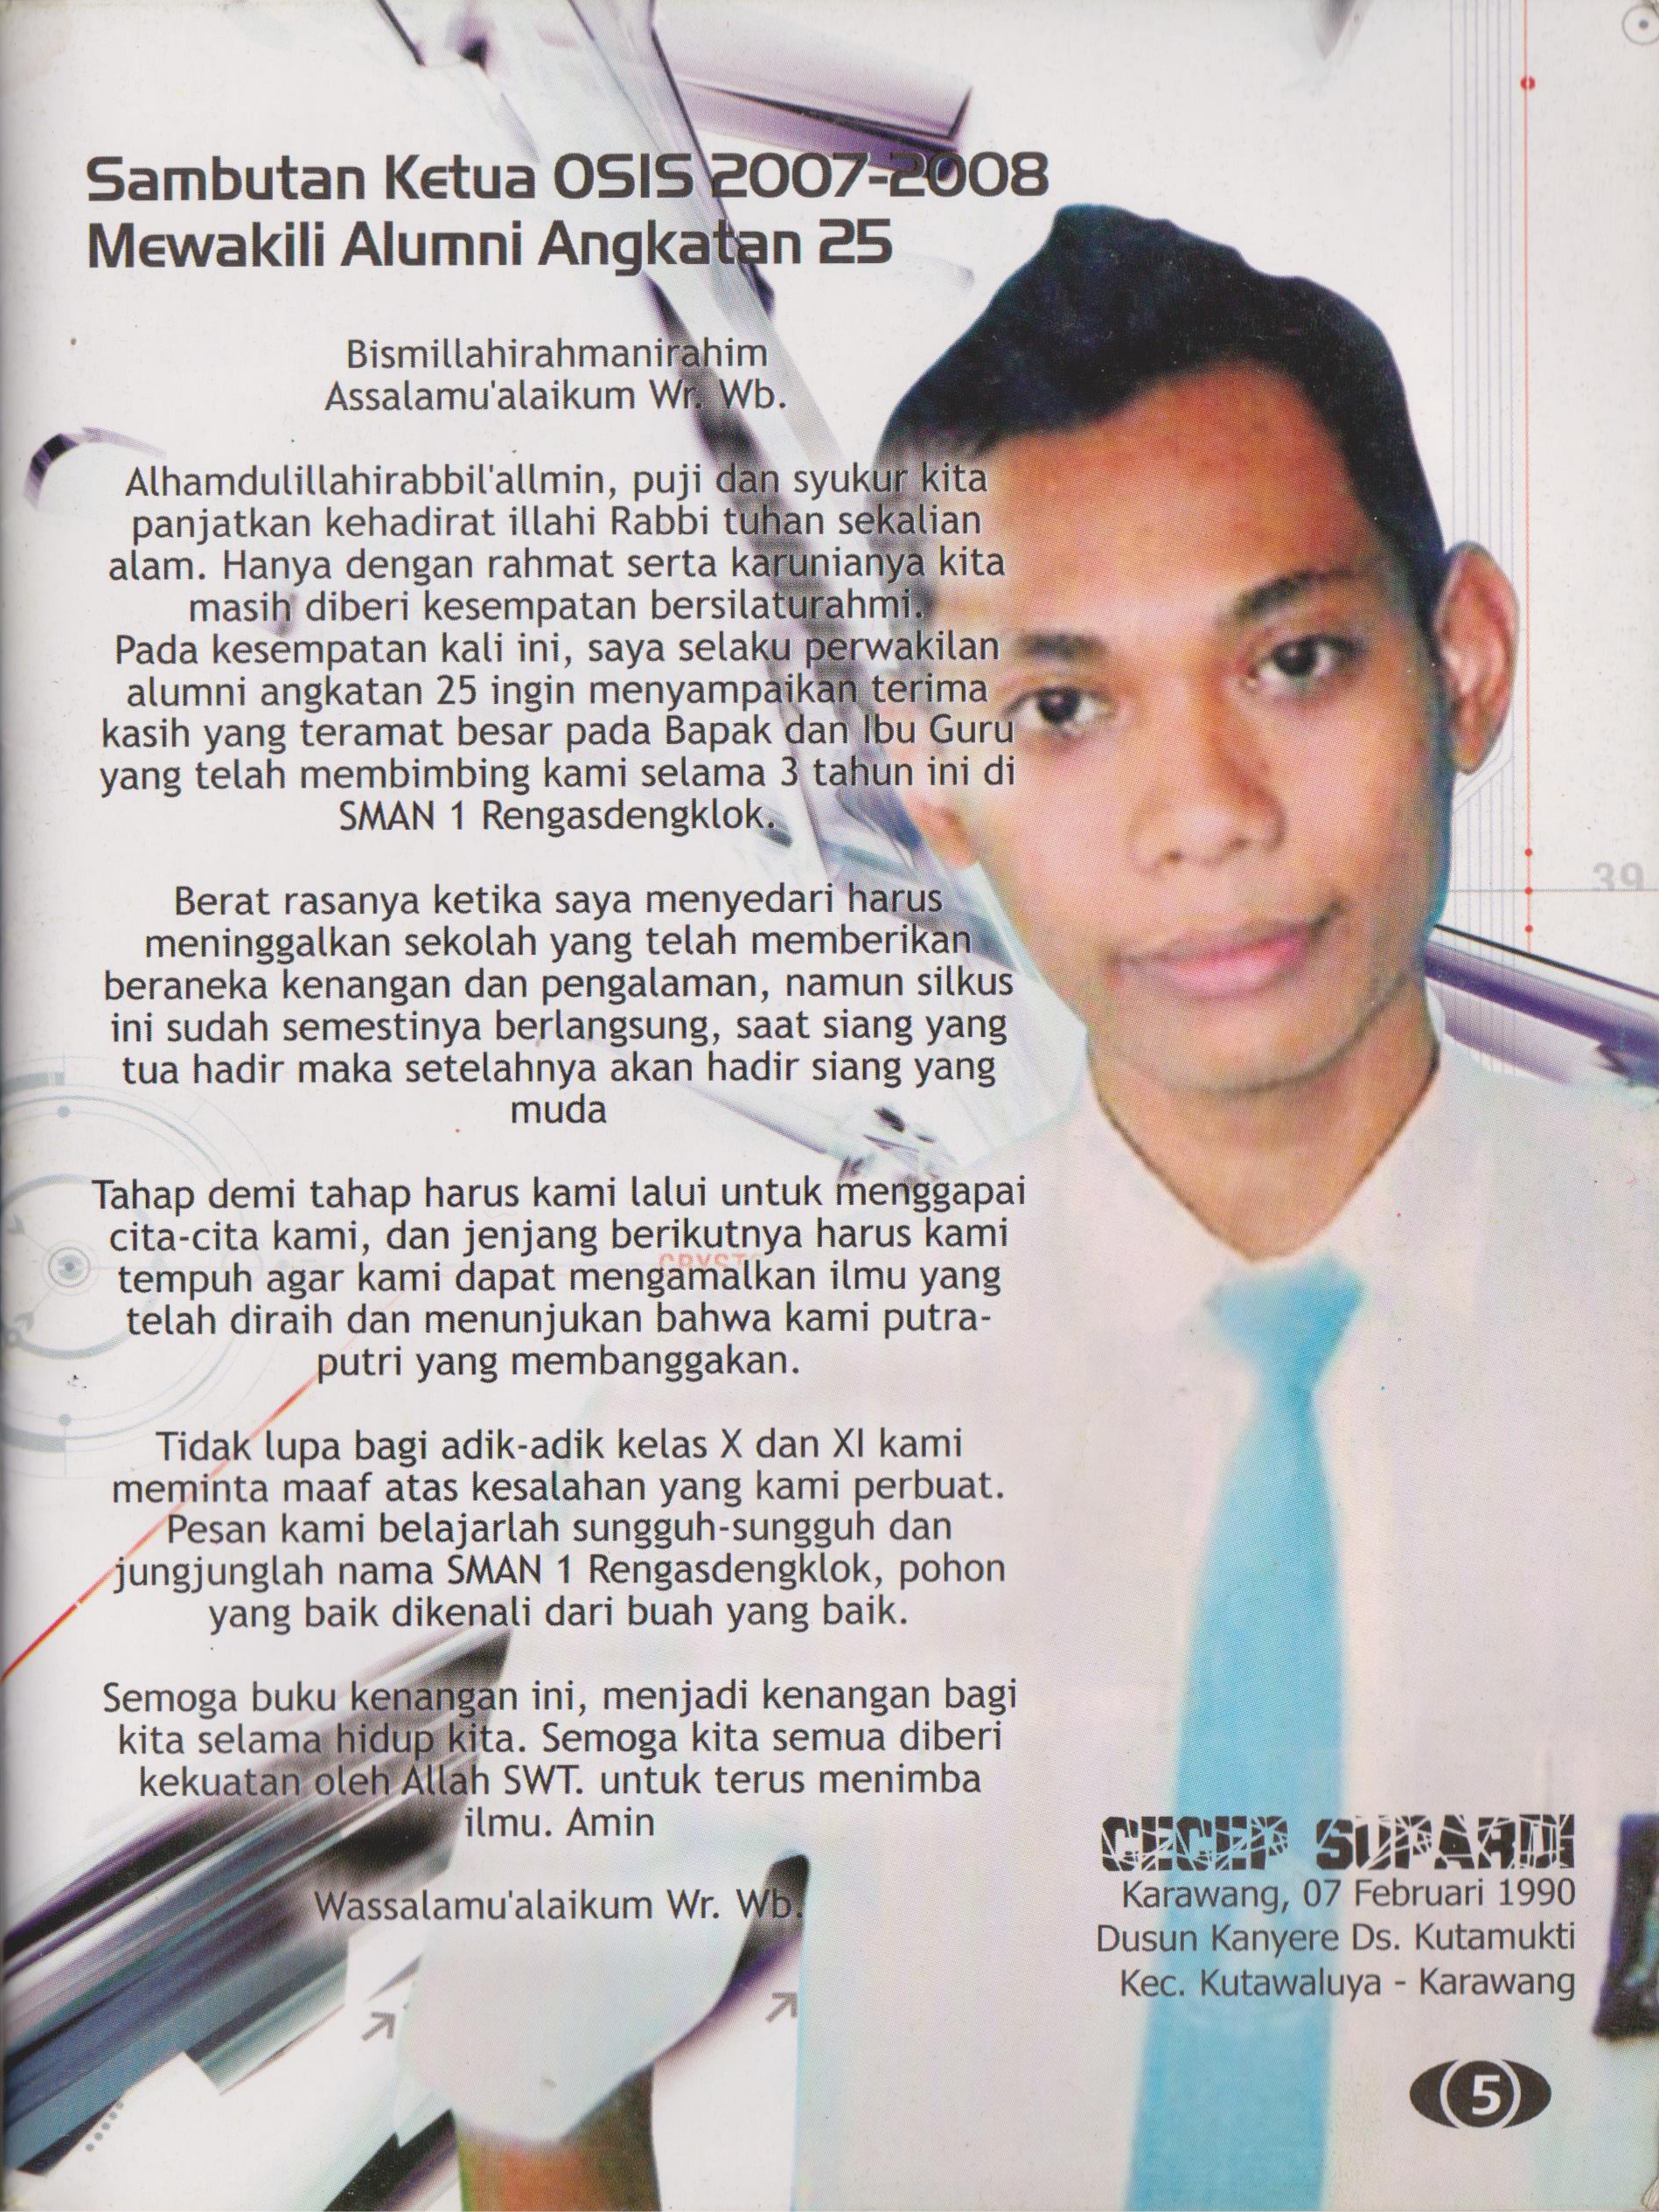 Sambutan Ketua OSIS 2007-2008
Mewakili Alumni Angkatan 25
Bismillahirahmanirahim
Assalamu'alaikum Wr. Wb.
Alhamdulillahirabbil'allmin, puji dan syukur kita
panjatkan kehadirat illahi Rabbi tuhan sekalian
alam. Hanya dengan rahmat serta karunianya kita
masih diberi kesempatan bersilaturahmi.
Pada kesempatan kali ini, saya selaku perwakilan
alumni angkatan 25 ingin menyampaikan terima
kasih yang teramat besar pada Bapak dan Ibu Guru
yang telah membimbing kami selama 3 tahun ini di
SMAN 1 Rengasdengklok.
39
Berat rasanya ketika saya menyedari harus
meninggalkan sekolah yang telah memberikan
beraneka kenangan dan pengalaman, namun silkus
ini sudah semestinya berlangsung, saat siang yang
tua hadir maka setelahnya akan hadir siang yang
muda
Tahap demi tahap harus kami lalui untuk menggapai
cita-cita kami, dan jenjang berikutnya harus kami
tempuh agar kami dapat mengamalkan ilmu yang
telah diraih dan menunjukan bahwa kami putra-
putri yang membanggakan.
Tidak lupa bagi adik-adik kelas X dan XI kami
meminta maaf atas kesalahan yang kami perbuat.
Pesan kami belajarlah sungguh-sungguh dan
jungjunglah nama SMAN 1 Rengasdengklok, pohon
yang baik dikenali dari buah yang baik.
Semoga buku kenangan ini, menjadi kenangan bagi
kita selama hidup kita. Semoga kita semua diberi
kekuatan oleh Allah SWT. untuk terus menimba
ilmu. Amin
Wassalamu'alaikum Wr. Wb.
CECEP SUPARDI
Karawang, 07 Februari 1990
Dusun Kanyere Ds. Kutamukti
Kec. Kutawaluya - Karawang
5